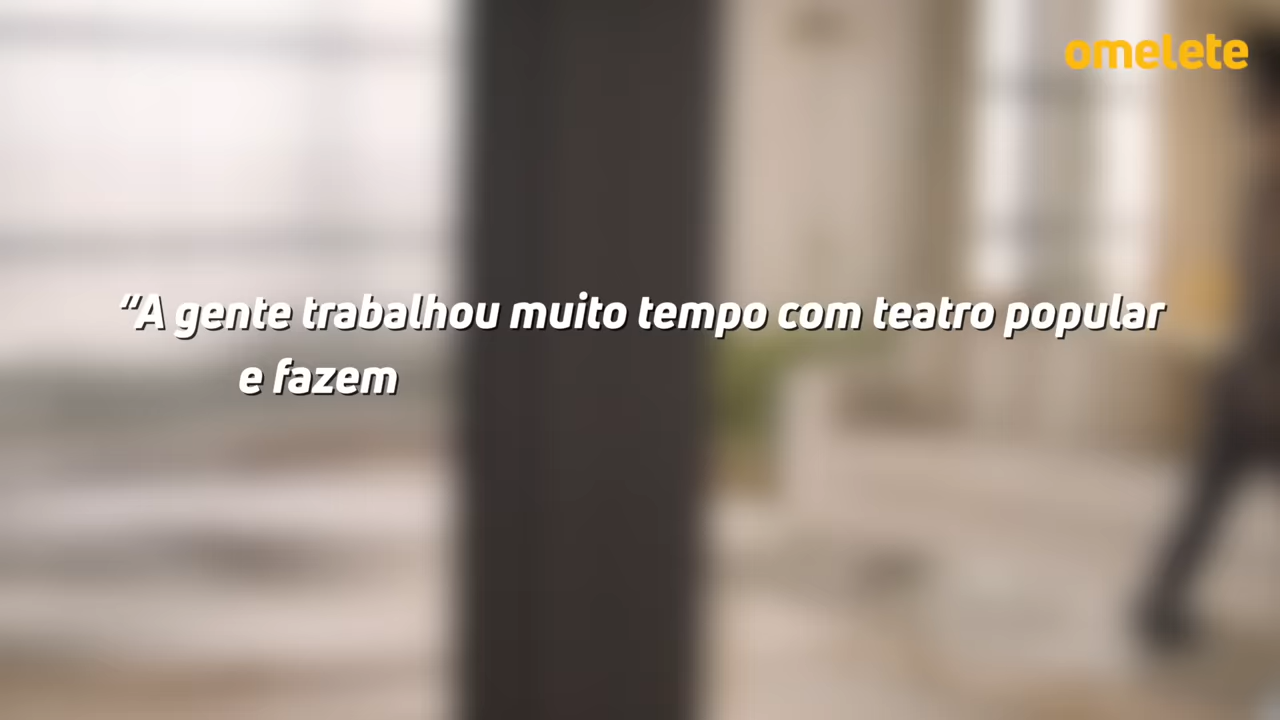 omelete
“A gente trabalhou muito tempo com teatro popular
e fazem